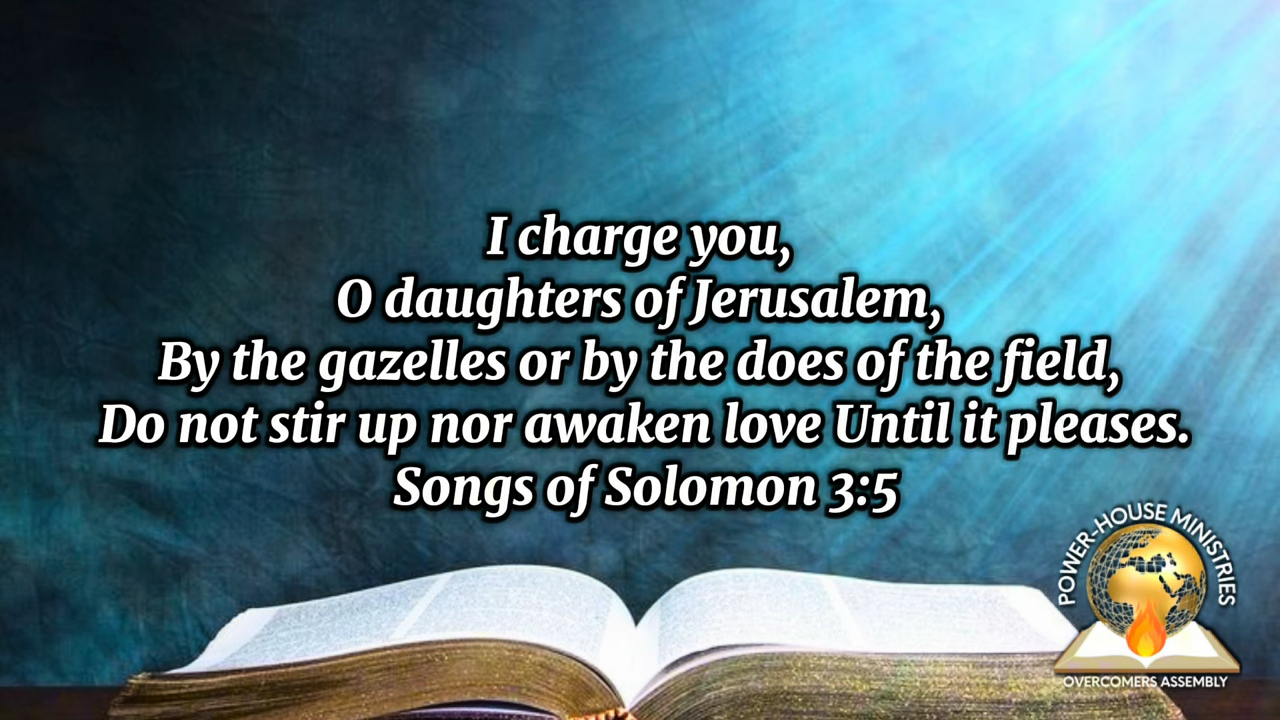 I charge you,
O daughters of Jerusalem,
By the gazelles or by the does of the field,
Do not stir up nor awaken love Until it pleases.
Songs of Solomon 3:5
POWER-HOUSE MINISTRIES
OVERCOMERS ASSEMBLY